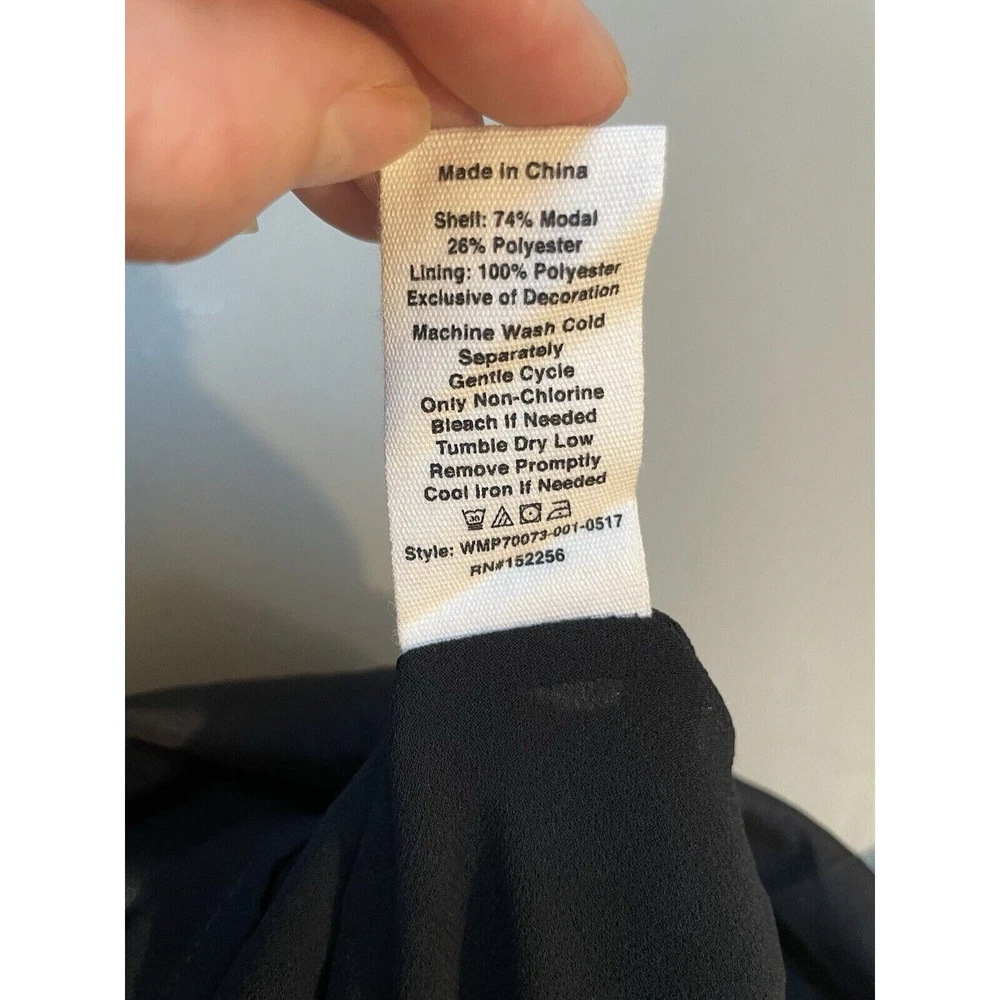 Made in China
Shell: 74% Modal
26% Polyester
Lining: 100% Polyester
Exclusive of Decoration
Machine Wash Cold
Separately
Gentle Cycle
Only Non-Chlorine
Bleach If Needed
Tumble Dry Low
Remove Promptly
Cool Iron If Needed
30
Style: WMP70073-001-0517
RN#152256